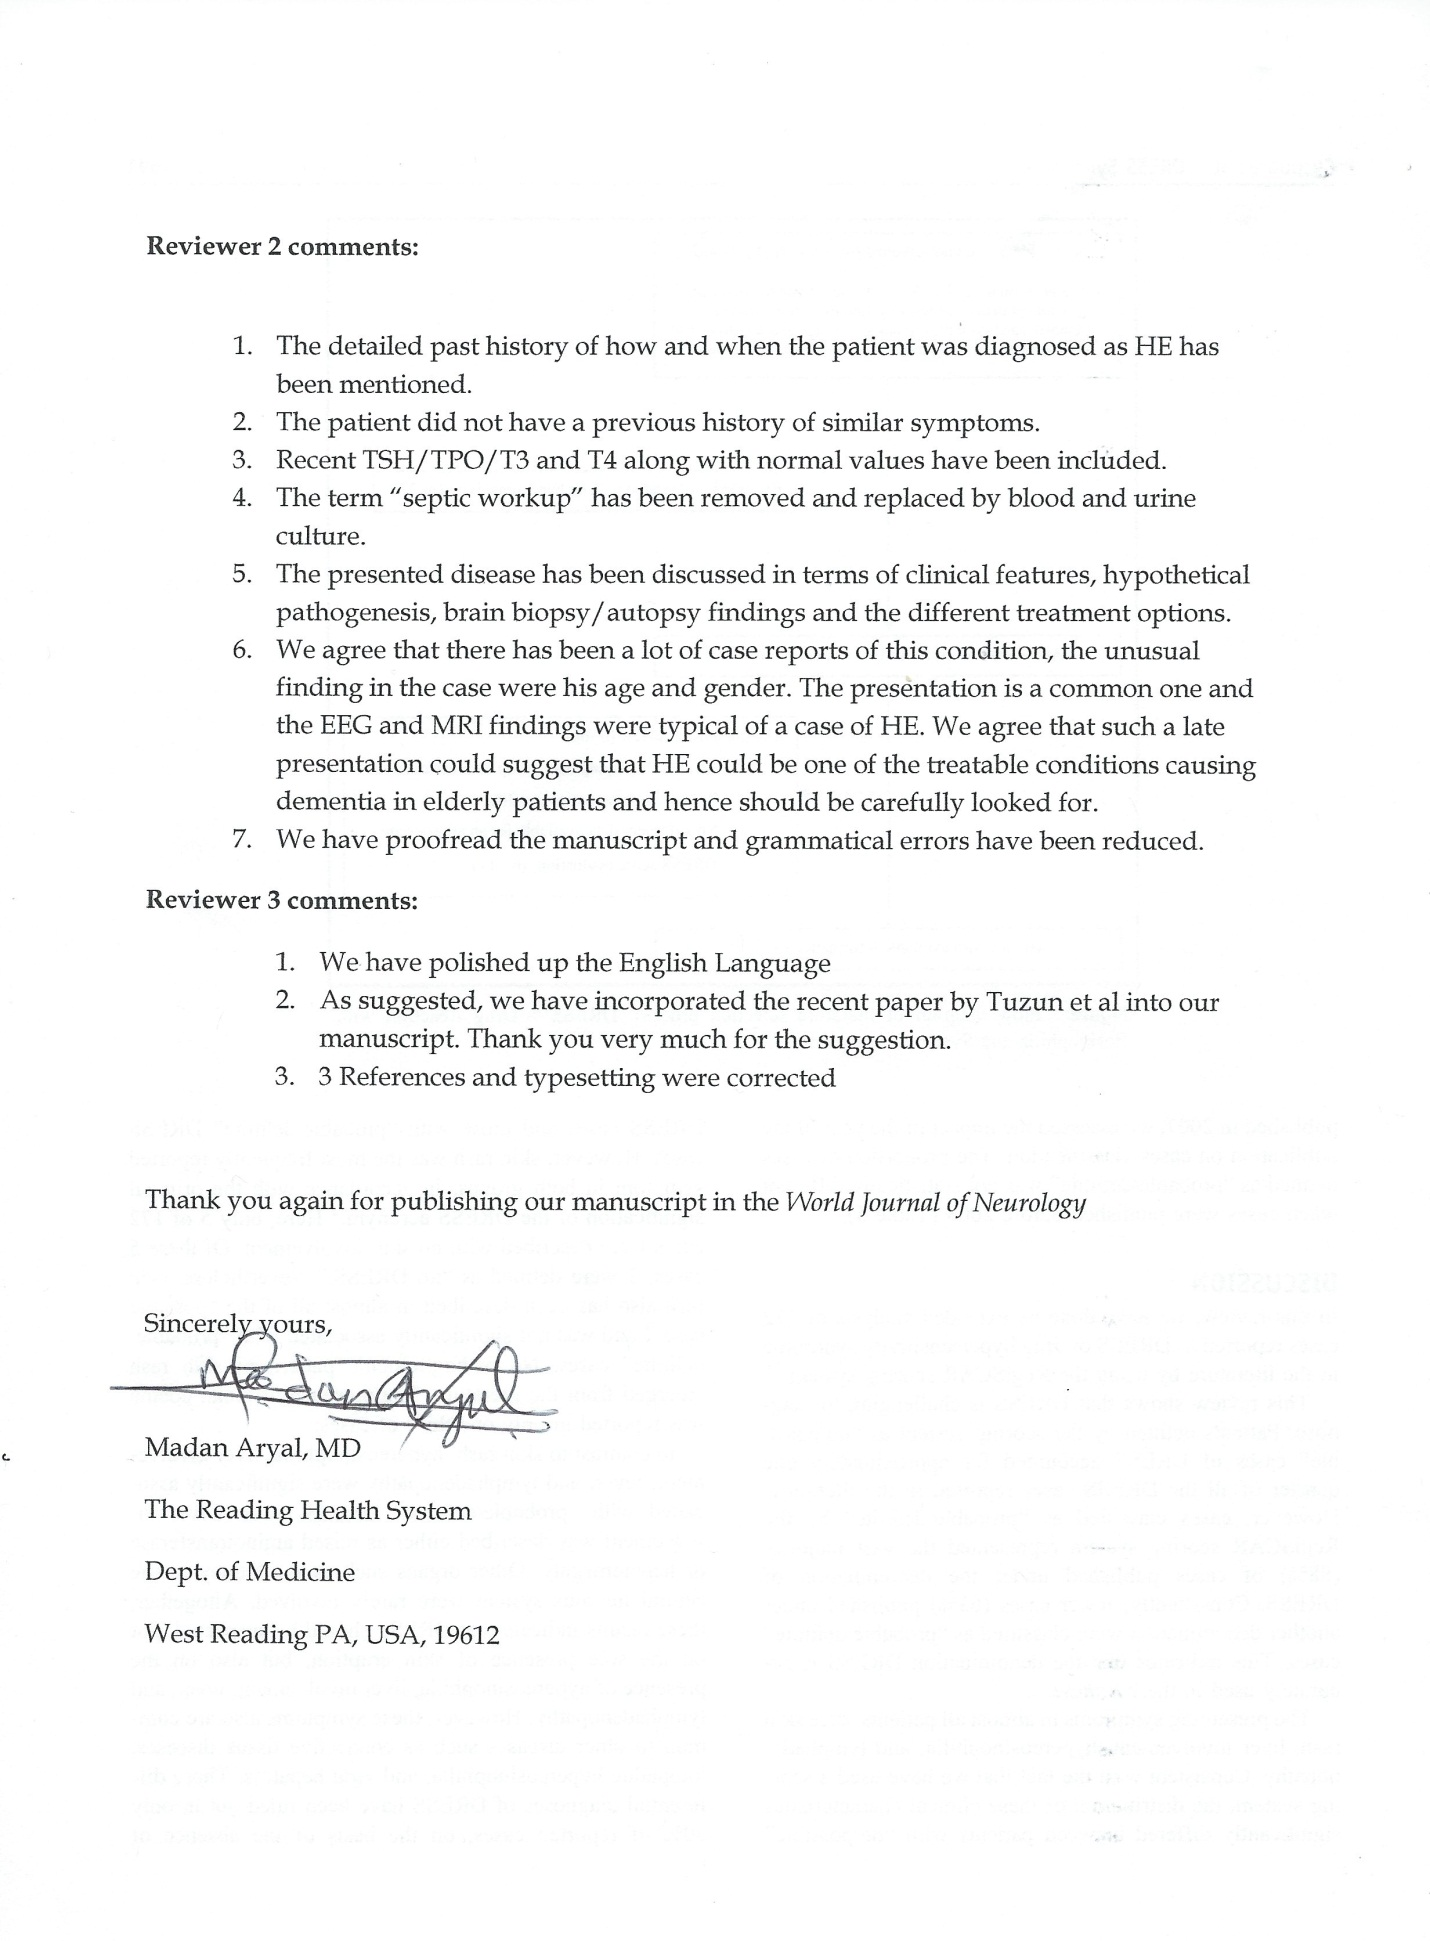 Reviewer 2 comments:
1. The detailed past history of how and when the patient was diagnosed as HE has
been mentioned.
2. The patient did not have a previous history of similar symptoms.
3. Recent TSH/TPO/T3 and T4 along with normal values have been included.
4. The term “septic workup” has been removed and replaced by blood and urine
culture.
5. The presented disease has been discussed in terms of clinical features, hypothetical
pathogenesis, brain biopsy/autopsy findings and the different treatment options.
6. We agree that there has been a lot of case reports of this condition, the unusual
finding in the case were his age and gender. The presentation is a common one and
the EEG and MRI findings were typical of a case of HE. We agree that such a late
presentation could suggest that HE could be one of the treatable conditions causing
dementia in elderly patients and hence should be carefully looked for.
7. We have proofread the manuscript and grammatical errors have been reduced.
Reviewer 3 comments:
1. We have polished up the English Language
2. As suggested, we have incorporated the recent paper by Tuzun et al into our
manuscript. Thank you very much for the suggestion.
3. 3 References and typesetting were corrected
Thank you again for publishing our manuscript in the World Journal of Neurology
Sincerely yours,
Madan Aryal
Madan Aryal, MD
The Reading Health System
Dept. of Medicine
West Reading PA, USA, 19612